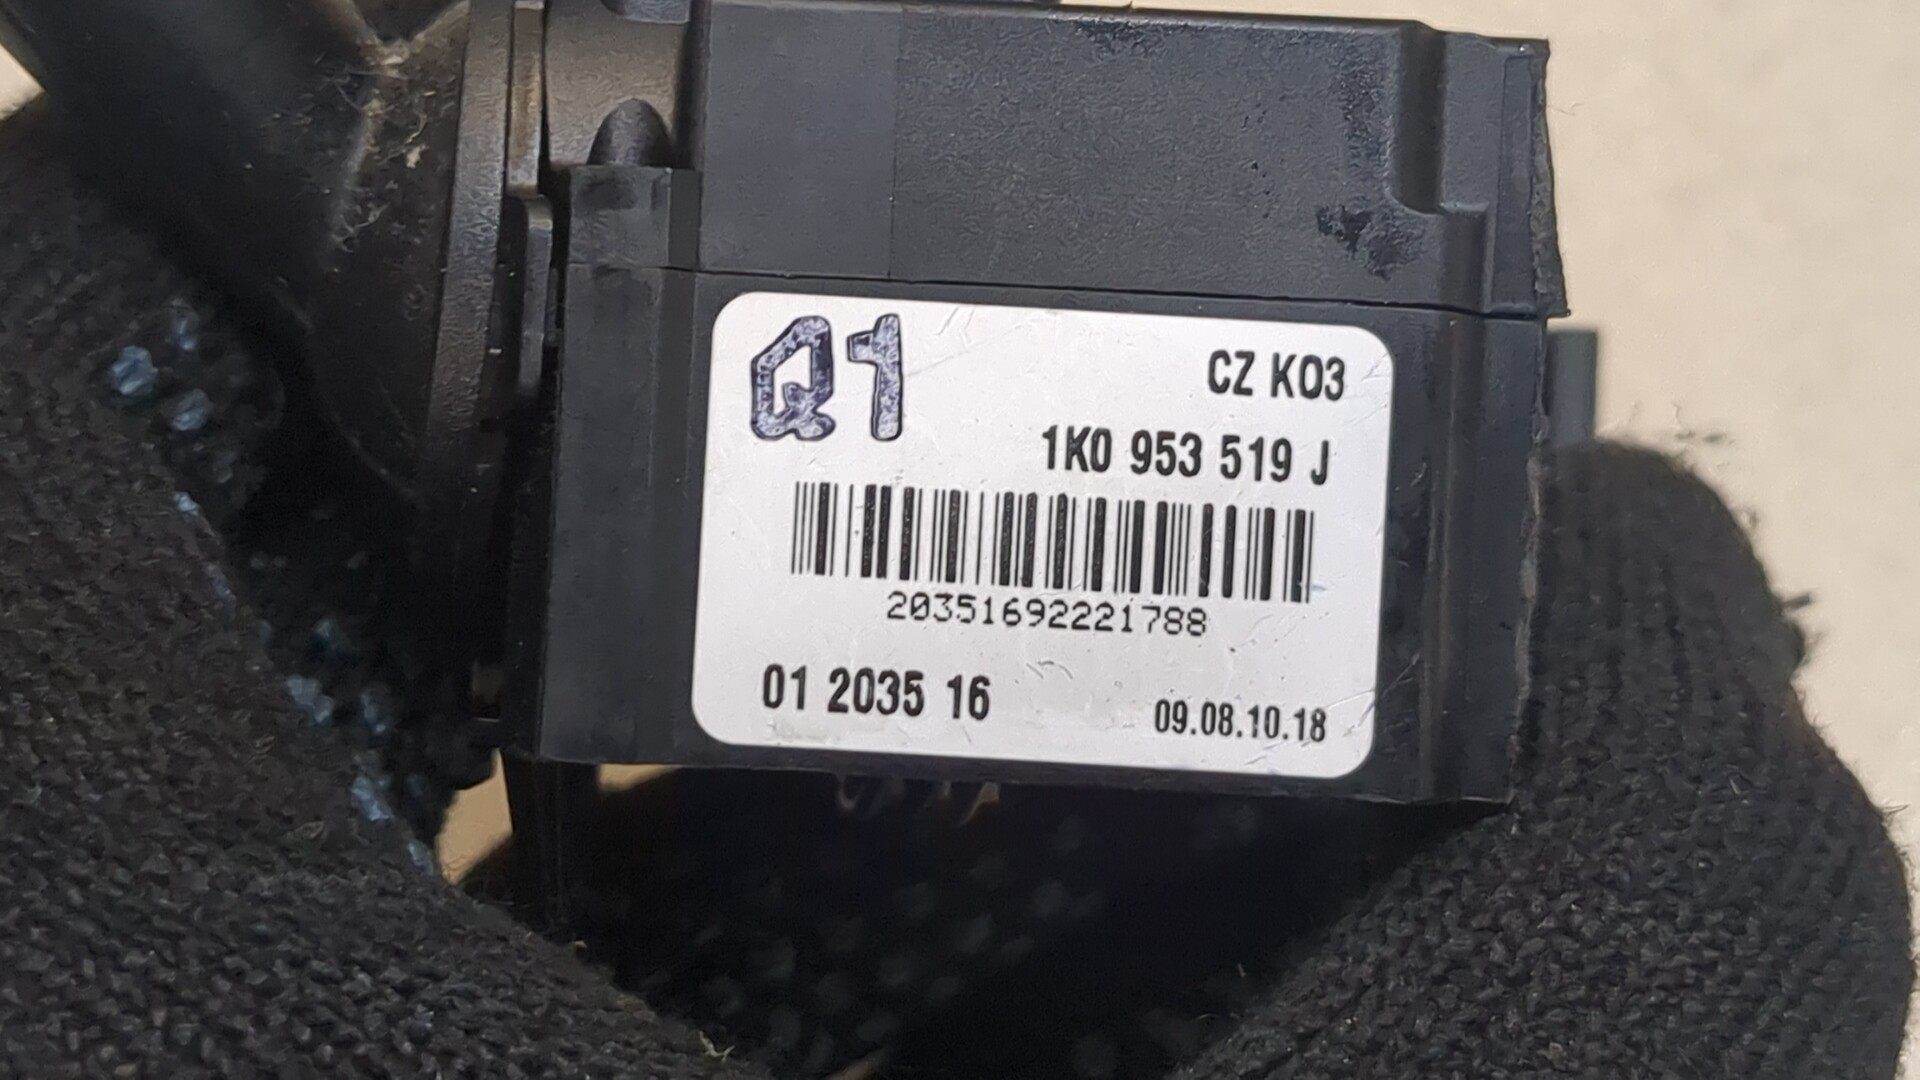 Q1
CZ K03
1K0 953 519 J
20351692221788
01 2035 16
09.08.10.18